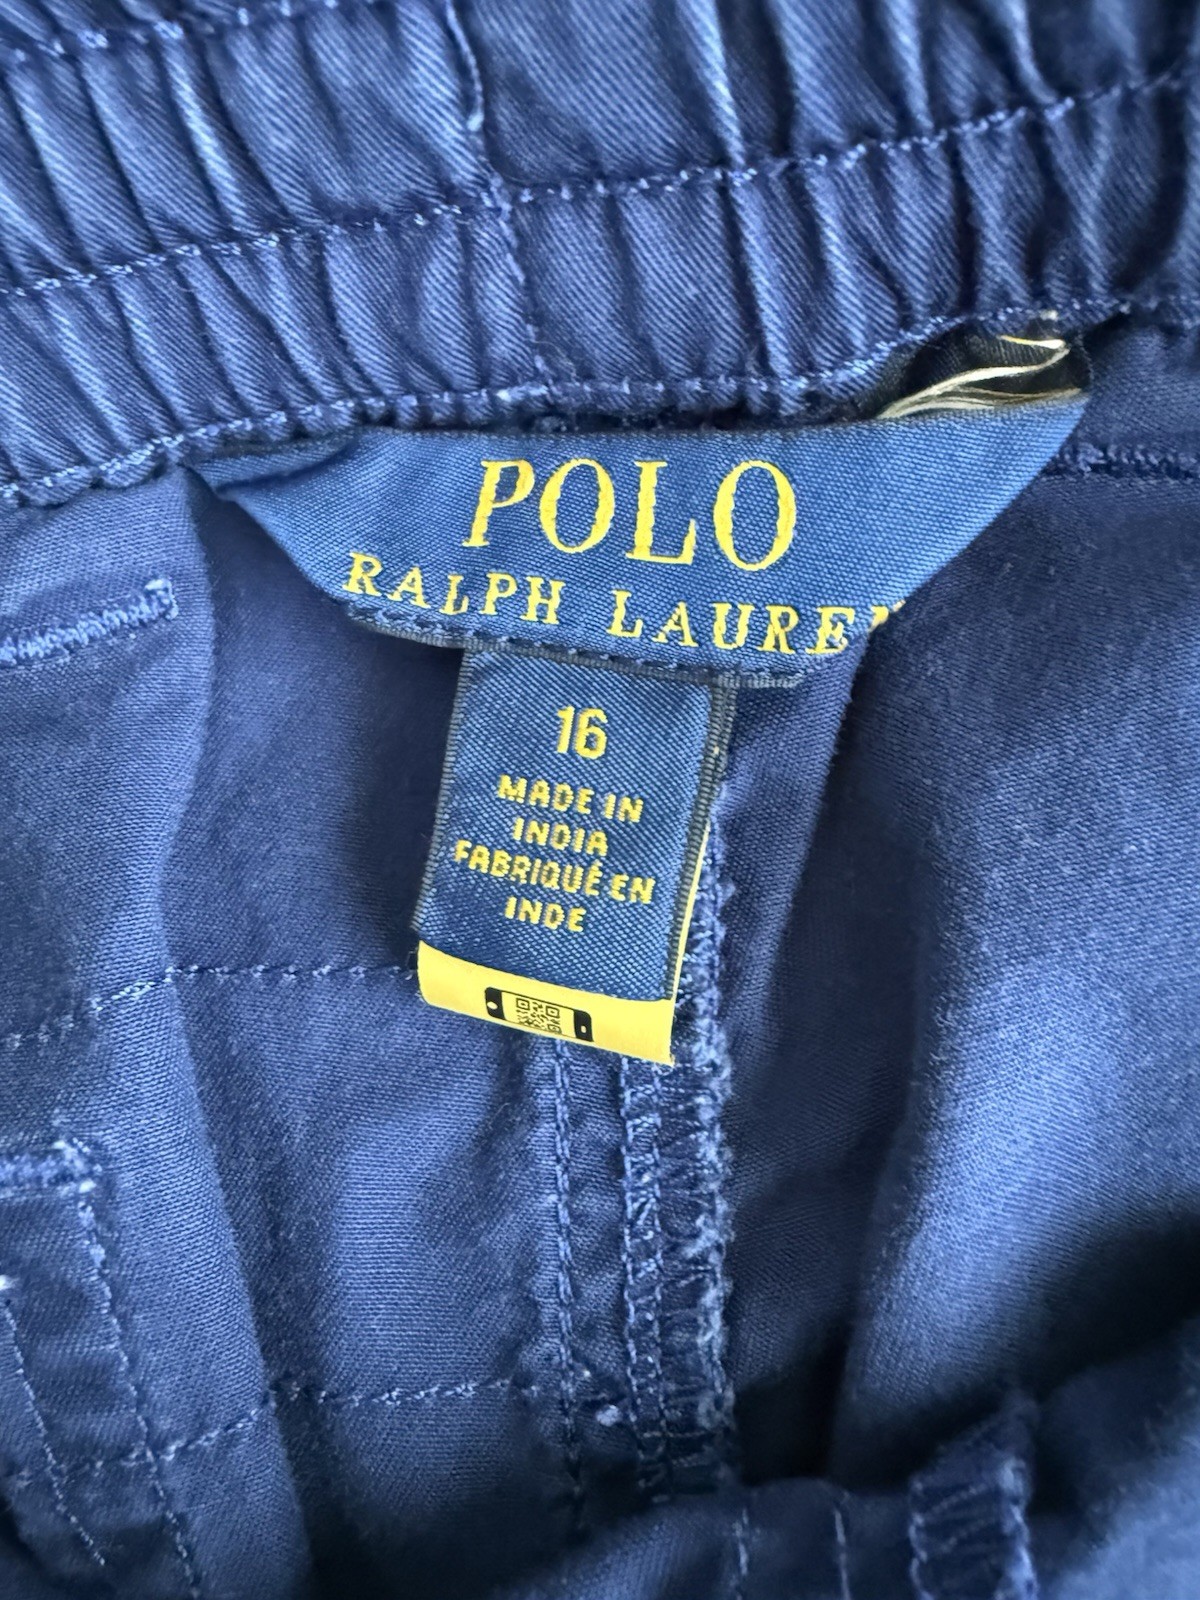 POLO
RALPH LAUREN
16
MADE IN
INDIA
FABRIQUÉ EN
INDE